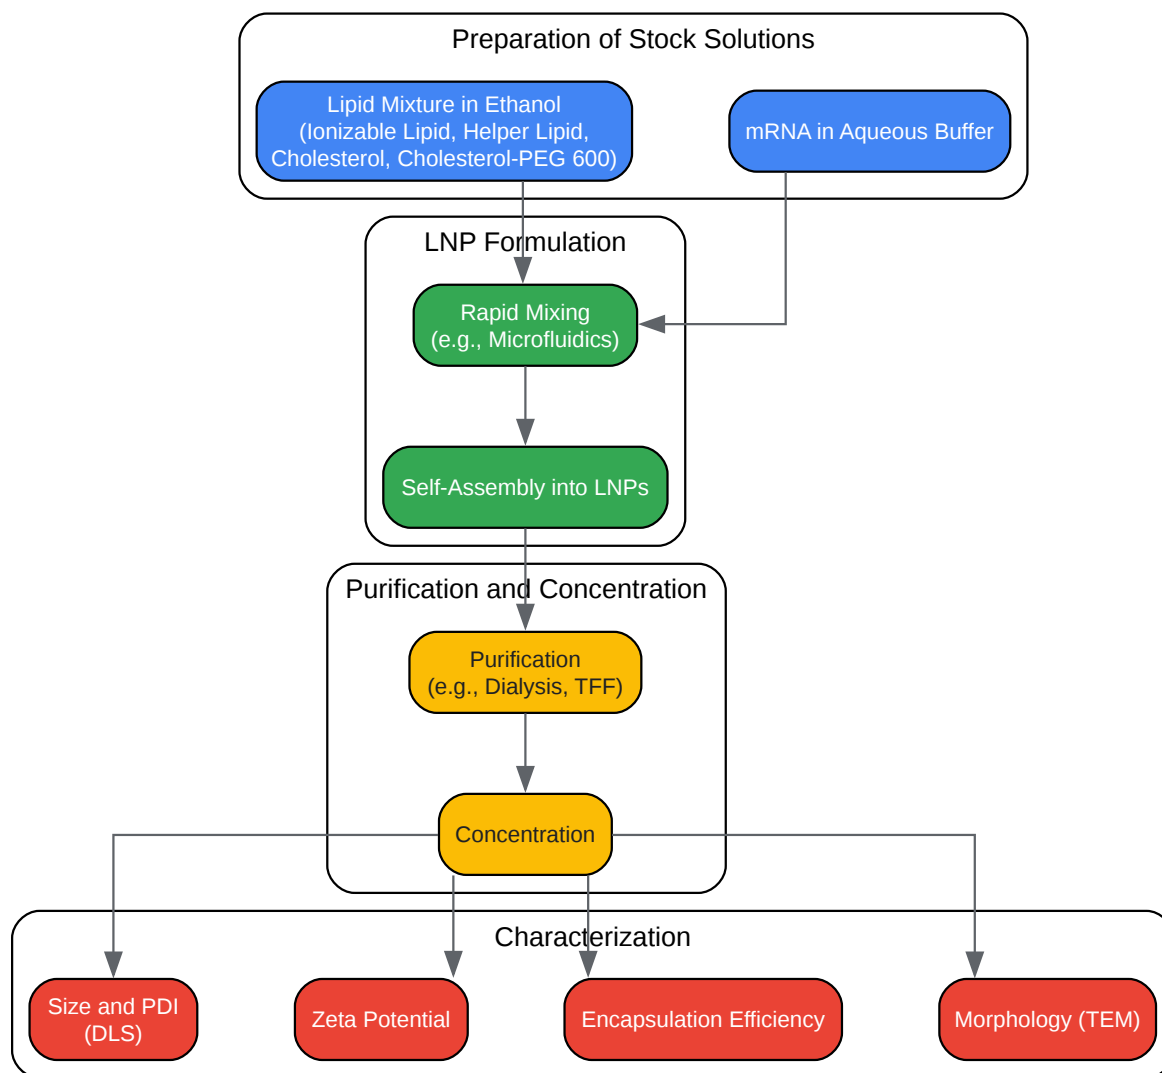 Preparation of Stock Solutions
Lipid Mixture in Ethanol
(Ionizable Lipid, Helper Lipid,
Cholesterol, Cholesterol-PEG 600)
mRNA in Aqueous Buffer
LNP Formulation
Rapid Mixing
(e.g., Microfluidics)
Self-Assembly into LNPs
Purification and Concentration
Purification
(e.g., Dialysis, TFF)
Concentration
Characterization
Size and PDI
(DLS)
Zeta Potential
Encapsulation Efficiency
Morphology (TEM)